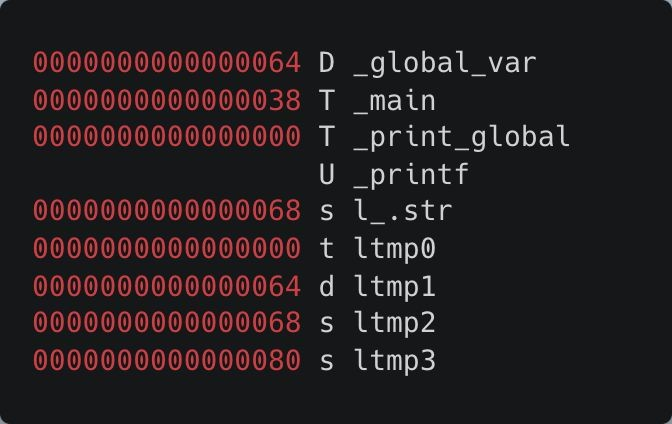 0000000000000064 D _global_var
0000000000000038 T _main
0000000000000000 T _print_global
                 U _printf
0000000000000068 s l_.str
0000000000000000 t ltmp0
0000000000000064 d ltmp1
0000000000000068 s ltmp2
0000000000000080 s ltmp3